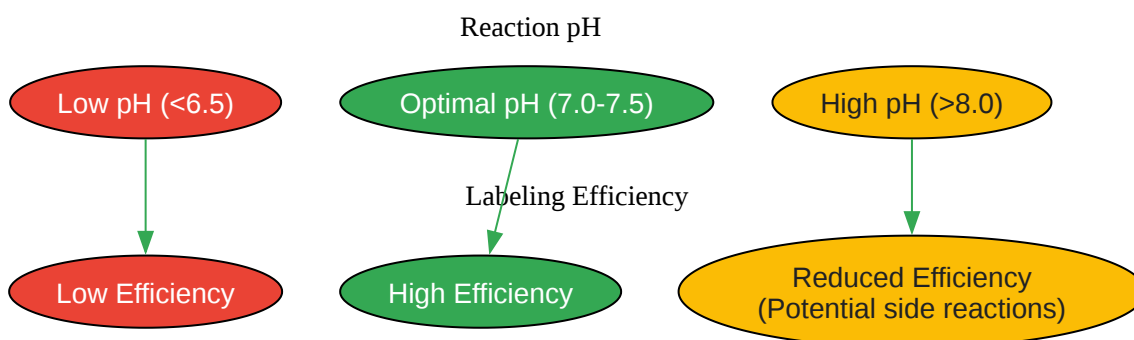 Reaction pH
Low pH (<6.5)
Optimal pH (7.0-7.5)
High pH (>8.0)
Labeling Efficiency
Low Efficiency
High Efficiency
Reduced Efficiency
(Potential side reactions)